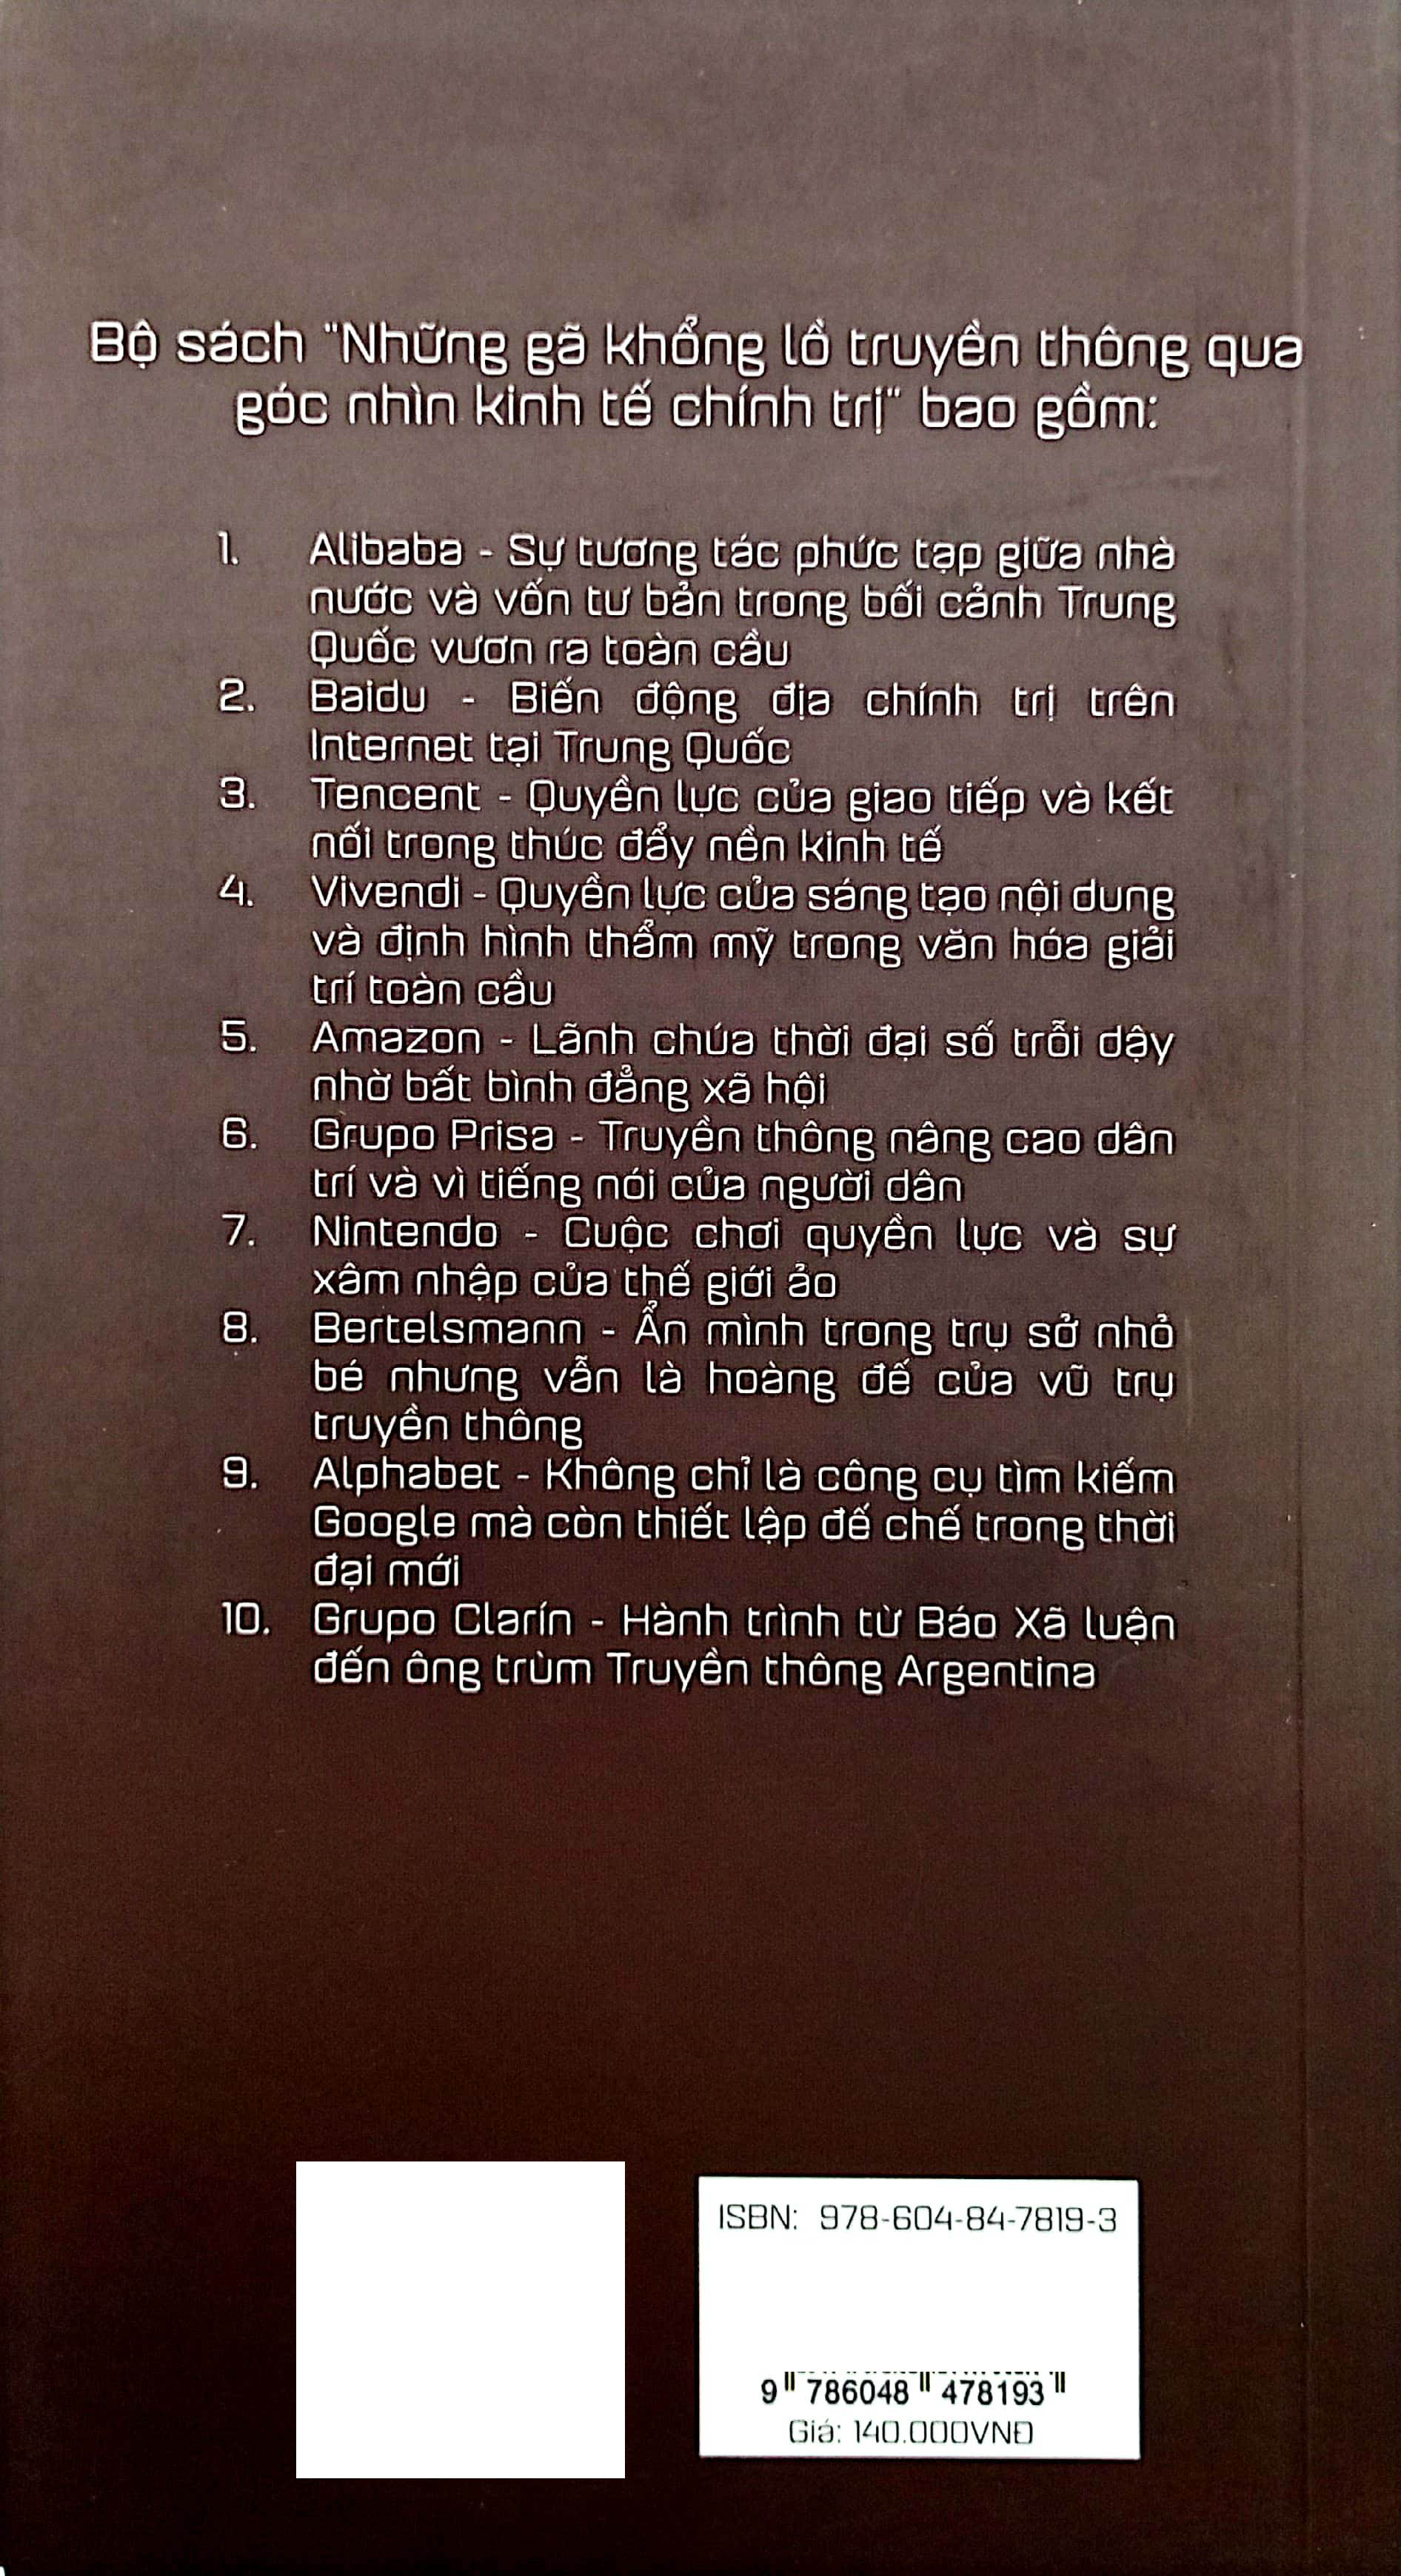 Bộ sách "Những gã khổng lồ truyền thông qua
góc nhìn kinh tế chính trị" bao gồm:
1. Alibaba - Sự tương tác phức tạp giữa nhà
nước và vốn tư bản trong bối cảnh Trung
Quốc vươn ra toàn cầu
2. Baidu - Biến động địa chính trị trên
Internet tại Trung Quốc
3. Tencent - Quyền lực của giao tiếp và kết
nối trong thúc đẩy nền kinh tế
4. Vivendi - Quyền lực của sáng tạo nội dung
và định hình thẩm mỹ trong văn hóa giải
trí toàn cầu
5. Amazon - Lãnh chúa thời đại số trỗi dậy
nhờ bất bình đẳng xã hội
6. Grupo Prisa - Truyền thông nâng cao dân
trí và vì tiếng nói của người dân
7. Nintendo - Cuộc chơi quyền lực và sự
xâm nhập của thế giới ảo
8. Bertelsmann - Ẩn mình trong trụ sở nhỏ
bé nhưng vẫn là hoàng đế của vũ trụ
truyền thông
9. Alphabet - Không chỉ là công cụ tìm kiếm
Google mà còn thiết lập đế chế trong thời
đại mới
10. Grupo Clarín - Hành trình từ Báo Xã luận
đến ông trùm Truyền thông Argentina
ISBN: 978-604-84-7819-3
9 786048 478193
Giá: 140.000VNĐ